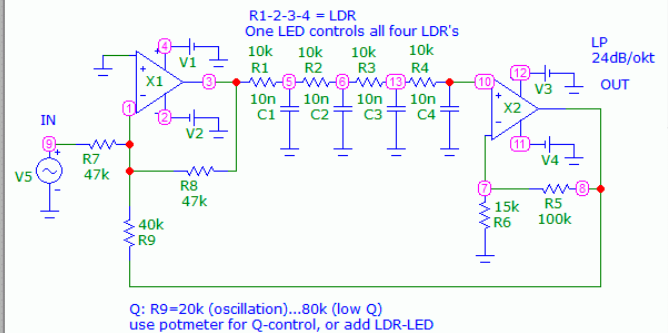 R1-2-3-4 = LDR
One LED controls all four LDR's
LP
24dB/okt
OUT
10k 10k 10k 10k
R1 R2 R3 R4
4
V1
12
V3
X1
3
5
6
13
10
X2
10n 10n 10n 10n
C1 C2 C3 C4
1
2
V2
11
V4
IN
9
R7
47k
V5
R8
47k
7
8
R5
100k
15k
R6
40k
R9
Q: R9=20k (oscillation)...80k (low Q)
use potmeter for Q-control, or add LDR-LED